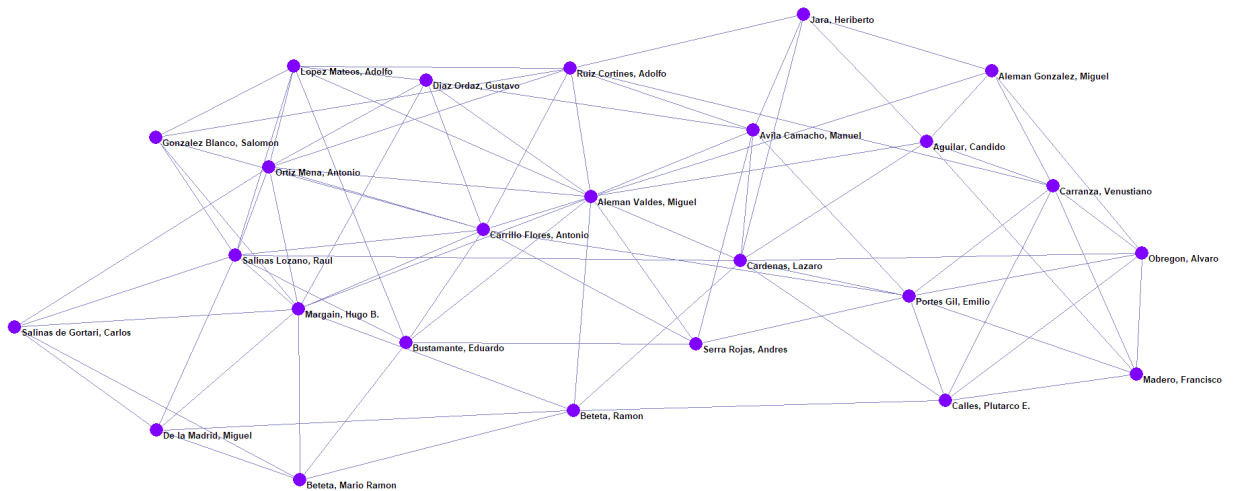 Jara, Heriberto
Lopez Mateos, Adolfo
Ruiz Cortines, Adolfo
Aleman Gonzalez, Miguel
Diaz Ordaz, Gustavo
Avila Camacho, Manuel
Gonzalez Blanco, Salomon
Aguilar, Candido
Ortiz Mena, Antonio
Carranza, Venustiano
Aleman Valdes, Miguel
Carrillo Flores, Antonio
Salinas Lozano, Raul
Cardenas, Lazaro
Obregon, Alvaro
Portes Gil, Emilio
Margain, Hugo B.
Salinas de Gortari, Carlos
Bustamante, Eduardo
Serra Rojas, Andres
Madero, Francisco
Calles, Plutarco E.
Beteta, Ramon
De la Madrid, Miguel
Beteta, Mario Ramon